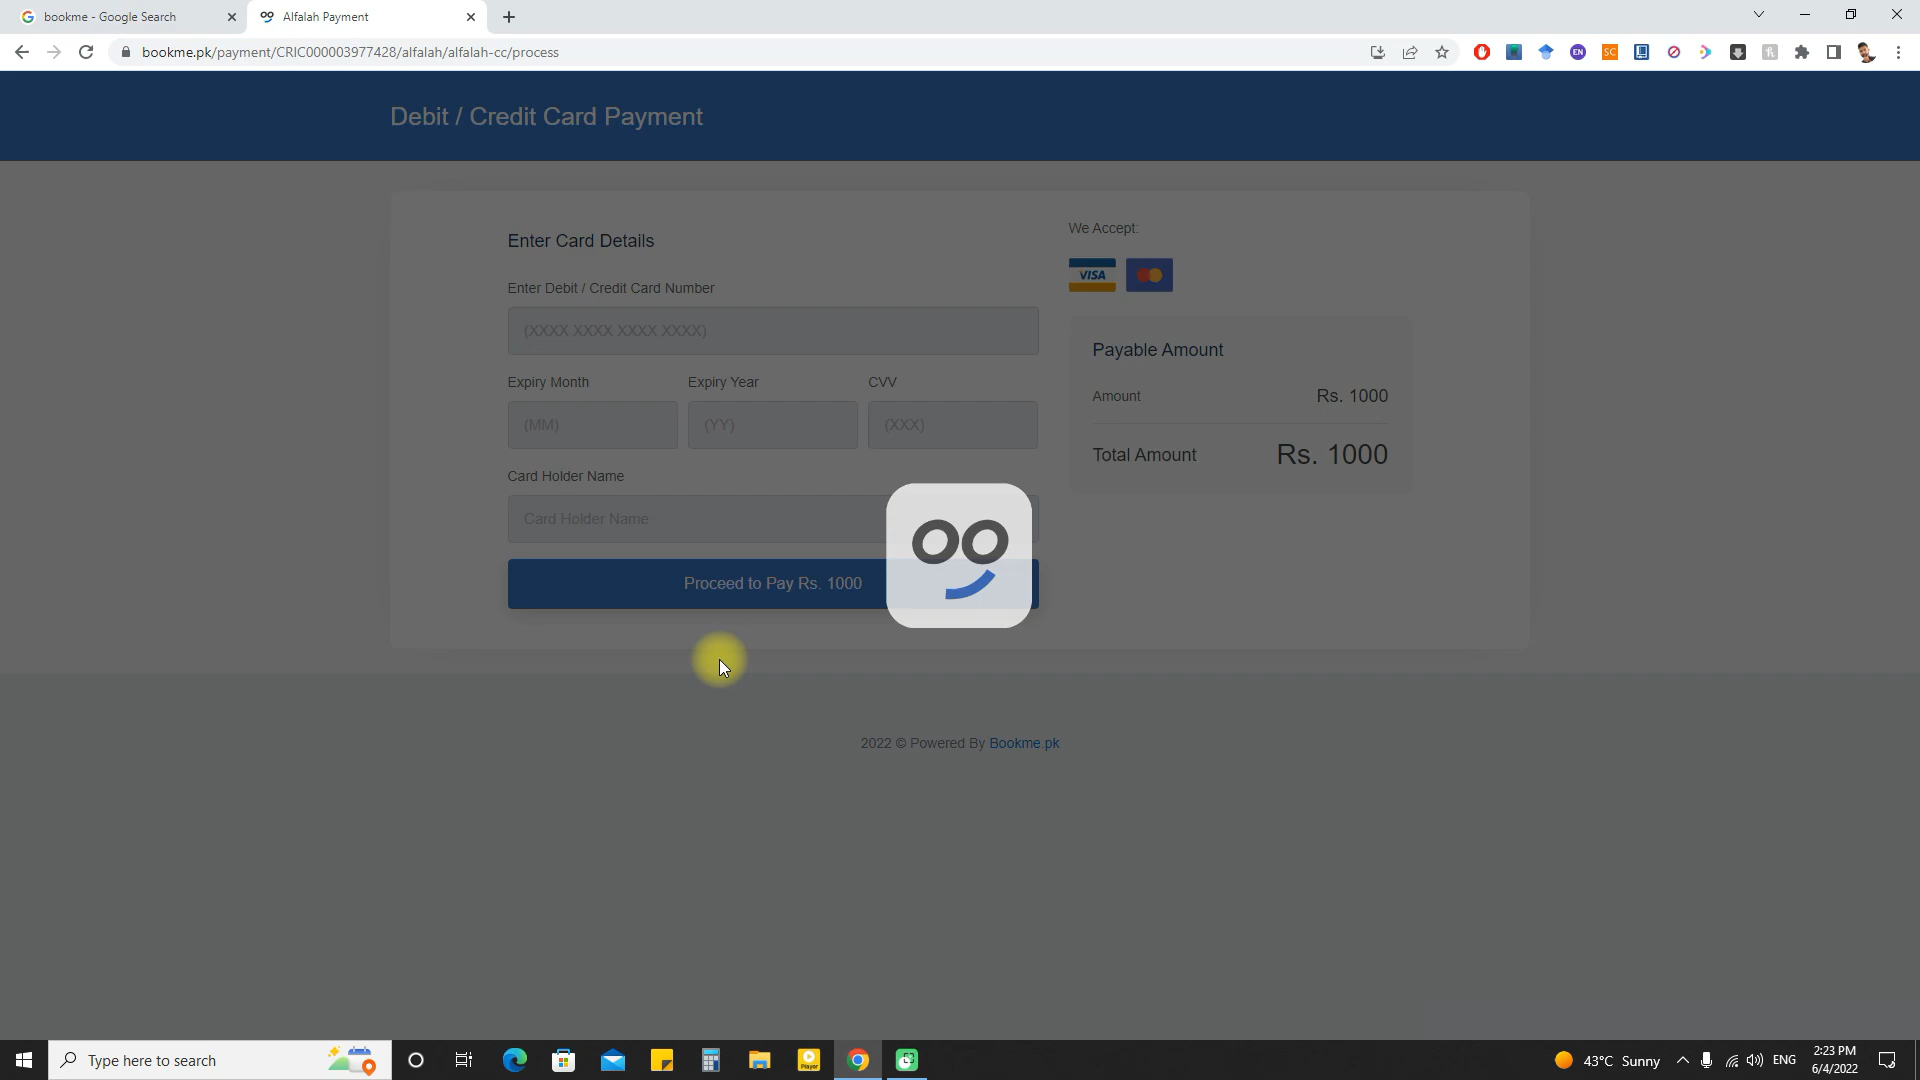 bookme - Google Search
Alfalah Payment
bookme.pk/payment/CRIC000003977428/alfalah/alfalah-cc/process
EN
SC
Debit / Credit Card Payment
Enter Card Details
Enter Debit / Credit Card Number
(XXXX XXXX XXXX XXXX)
Expiry Month
Expiry Year
CVV
(MM)
(YY)
(XXX)
Card Holder Name
Card Holder Name
Proceed to Pay Rs. 1000
We Accept:
VISA
Payable Amount
Amount
Rs. 1000
Total Amount
Rs. 1000
2022 © Powered By Bookme.pk
Type here to search
Player
43°C Sunny
ENG
2:23 PM
6/4/2022